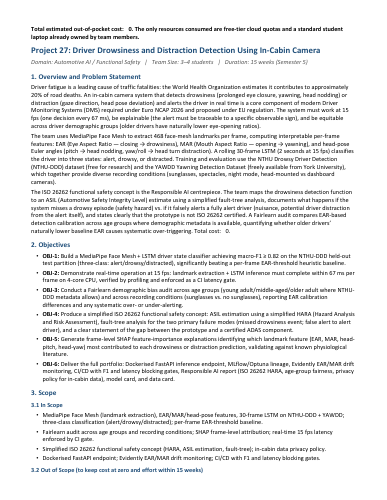 Total estimated out-of-pocket cost: ₹0. The only resources consumed are free-tier cloud quotas and a standard student
laptop already owned by team members.
Project 27: Driver Drowsiness and Distraction Detection Using In-Cabin Camera
Domain: Automotive AI / Functional Safety | Team Size: 3–4 students | Duration: 15 weeks (Semester 5)
1. Overview and Problem Statement
Driver fatigue is a leading cause of traffic fatalities: the World Health Organization estimates it contributes to approximately
20% of road deaths. An in-cabin camera system that detects drowsiness (prolonged eye closure, yawning, head nodding) or
distraction (gaze direction, head pose deviation) and alerts the driver in real time is a core component of modern Driver
Monitoring Systems (DMS) required under Euro NCAP 2026 and proposed under EU regulation. The system must work at 15
fps (one decision every 67 ms), be explainable (the alert must be traceable to a specific observable signal), and be equitable
across driver demographic groups (older drivers have naturally lower eye-opening ratios).
The team uses MediaPipe Face Mesh to extract 468 face-mesh landmarks per frame, computing interpretable per-frame
features: EAR (Eye Aspect Ratio — closing → drowsiness), MAR (Mouth Aspect Ratio — opening → yawning), and head-pose
Euler angles (pitch → head nodding, yaw/roll → head turn distraction). A rolling 30-frame LSTM (2 seconds at 15 fps) classifies
the driver into three states: alert, drowsy, or distracted. Training and evaluation use the NTHU Drowsy Driver Detection
(NTHU-DDD) dataset (free for research) and the YAWDD Yawning Detection Dataset (freely available from York University),
which together provide diverse recording conditions (sunglasses, spectacles, night mode, head-mounted vs dashboard
cameras).
The ISO 26262 functional safety concept is the Responsible AI centrepiece. The team maps the drowsiness detection
function to an ASIL (Automotive Safety Integrity Level) estimate using a simplified fault-tree analysis, documents what happens if the
system misses a drowsy episode (safety hazard) vs. if it falsely alerts a fully alert driver (nuisance, potential driver distraction
from the alert itself), and states clearly that the prototype is not ISO 26262 certified. A Fairlearn audit compares EAR-based
detection calibration across age groups where demographic metadata is available, quantifying whether older drivers'
naturally lower baseline EAR causes systematic over-triggering. Total cost: ₹0.
2. Objectives
• OBJ-1: Build a MediaPipe Face Mesh + LSTM driver state classifier achieving macro-F1 ≥ 0.82 on the NTHU-DDD held-out
test partition (three-class: alert/drowsy/distracted), significantly beating a per-frame EAR-threshold heuristic baseline.
• OBJ-2: Demonstrate real-time operation at 15 fps: landmark extraction + LSTM inference must complete within 67 ms per
frame on 4-core CPU, verified by profiling and enforced as a CI latency gate.
• OBJ-3: Conduct a Fairlearn demographic bias audit across age groups (young adult/middle-aged/older adult where NTHU-
DDD metadata allows) and across recording conditions (sunglasses vs. no sunglasses), reporting EAR calibration
differences and any systematic over- or under-alerting.
• OBJ-4: Produce a simplified ISO 26262 functional safety concept: ASIL estimation using a simplified HARA (Hazard Analysis
and Risk Assessment), fault-tree analysis for the two primary failure modes (missed drowsiness event; false alert to alert
driver), and a clear statement of the gap between the prototype and a certified ADAS component.
• OBJ-5: Generate frame-level SHAP feature-importance explanations identifying which landmark feature (EAR, MAR, head-
pitch, head-yaw) most contributed to each drowsiness or distraction prediction, validating against known physiological
literature.
• OBJ-6: Deliver the full portfolio: Dockerised FastAPI inference endpoint, MLflow/Optuna lineage, Evidently EAR/MAR drift
monitoring, CI/CD with F1 and latency blocking gates, Responsible AI report (ISO 26262 HARA, age-group fairness, privacy
policy for in-cabin data), model card, and data card.
3. Scope
3.1 In Scope
• MediaPipe Face Mesh (landmark extraction), EAR/MAR/head-pose features, 30-frame LSTM on NTHU-DDD + YAWDD;
three-class classification (alert/drowsy/distracted); per-frame EAR-threshold baseline.
• Fairlearn audit across age groups and recording conditions; SHAP frame-level attribution; real-time 15 fps latency
enforced by CI gate.
• Simplified ISO 26262 functional safety concept (HARA, ASIL estimation, fault-tree); in-cabin data privacy policy.
• Dockerised FastAPI endpoint; Evidently EAR/MAR drift monitoring; CI/CD with F1 and latency blocking gates.
3.2 Out of Scope (to keep cost at zero and effort within 15 weeks)